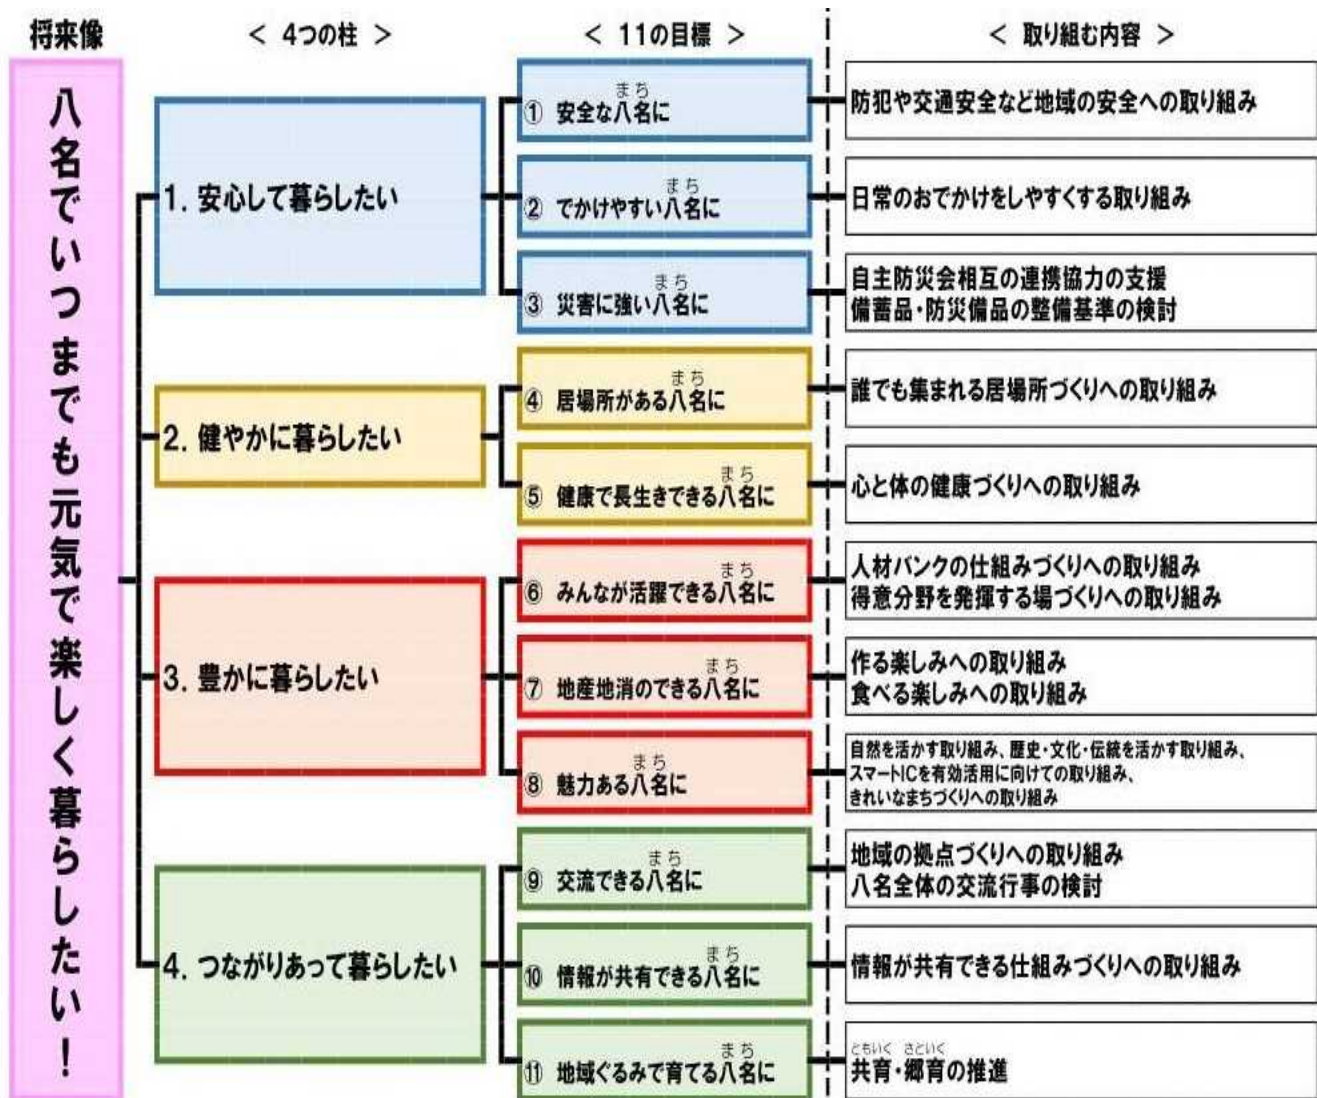 将来像
< 4つの柱 >
< 11の目標 >
< 取り組む内容 >
八名でいつまでも元気で楽しく暮らしたい!
1. 安心して暮らしたい
まち
① 安全な八名に
防犯や交通安全など地域の安全への取り組み
まち
② でかけやすい八名に
日常のおでかけをしやすくする取り組み
まち
③ 災害に強い八名に
自主防災会相互の連携協力の支援
備蓄品・防災備品の整備基準の検討
2. 健やかに暮らしたい
まち
④ 居場所がある八名に
誰でも集まれる居場所づくりへの取り組み
まち
⑤ 健康で長生きできる八名に
心と体の健康づくりへの取り組み
3. 豊かに暮らしたい
まち
⑥ みんなが活躍できる八名に
人材バンクの仕組みづくりへの取り組み
得意分野を発揮する場づくりへの取り組み
まち
⑦ 地産地消のできる八名に
作る楽しみへの取り組み
食べる楽しみへの取り組み
まち
⑧ 魅力ある八名に
自然を活かす取り組み、歴史・文化・伝統を活かす取り組み、
スマートICを有効活用に向けての取り組み、
きれいなまちづくりへの取り組み
4. つながりあって暮らしたい
まち
⑨ 交流できる八名に
地域の拠点づくりへの取り組み
八名全体の交流行事の検討
まち
⑩ 情報が共有できる八名に
情報が共有できる仕組みづくりへの取り組み
まち
⑪ 地域ぐるみで育てる八名に
ともいく さといく
共育・郷育の推進